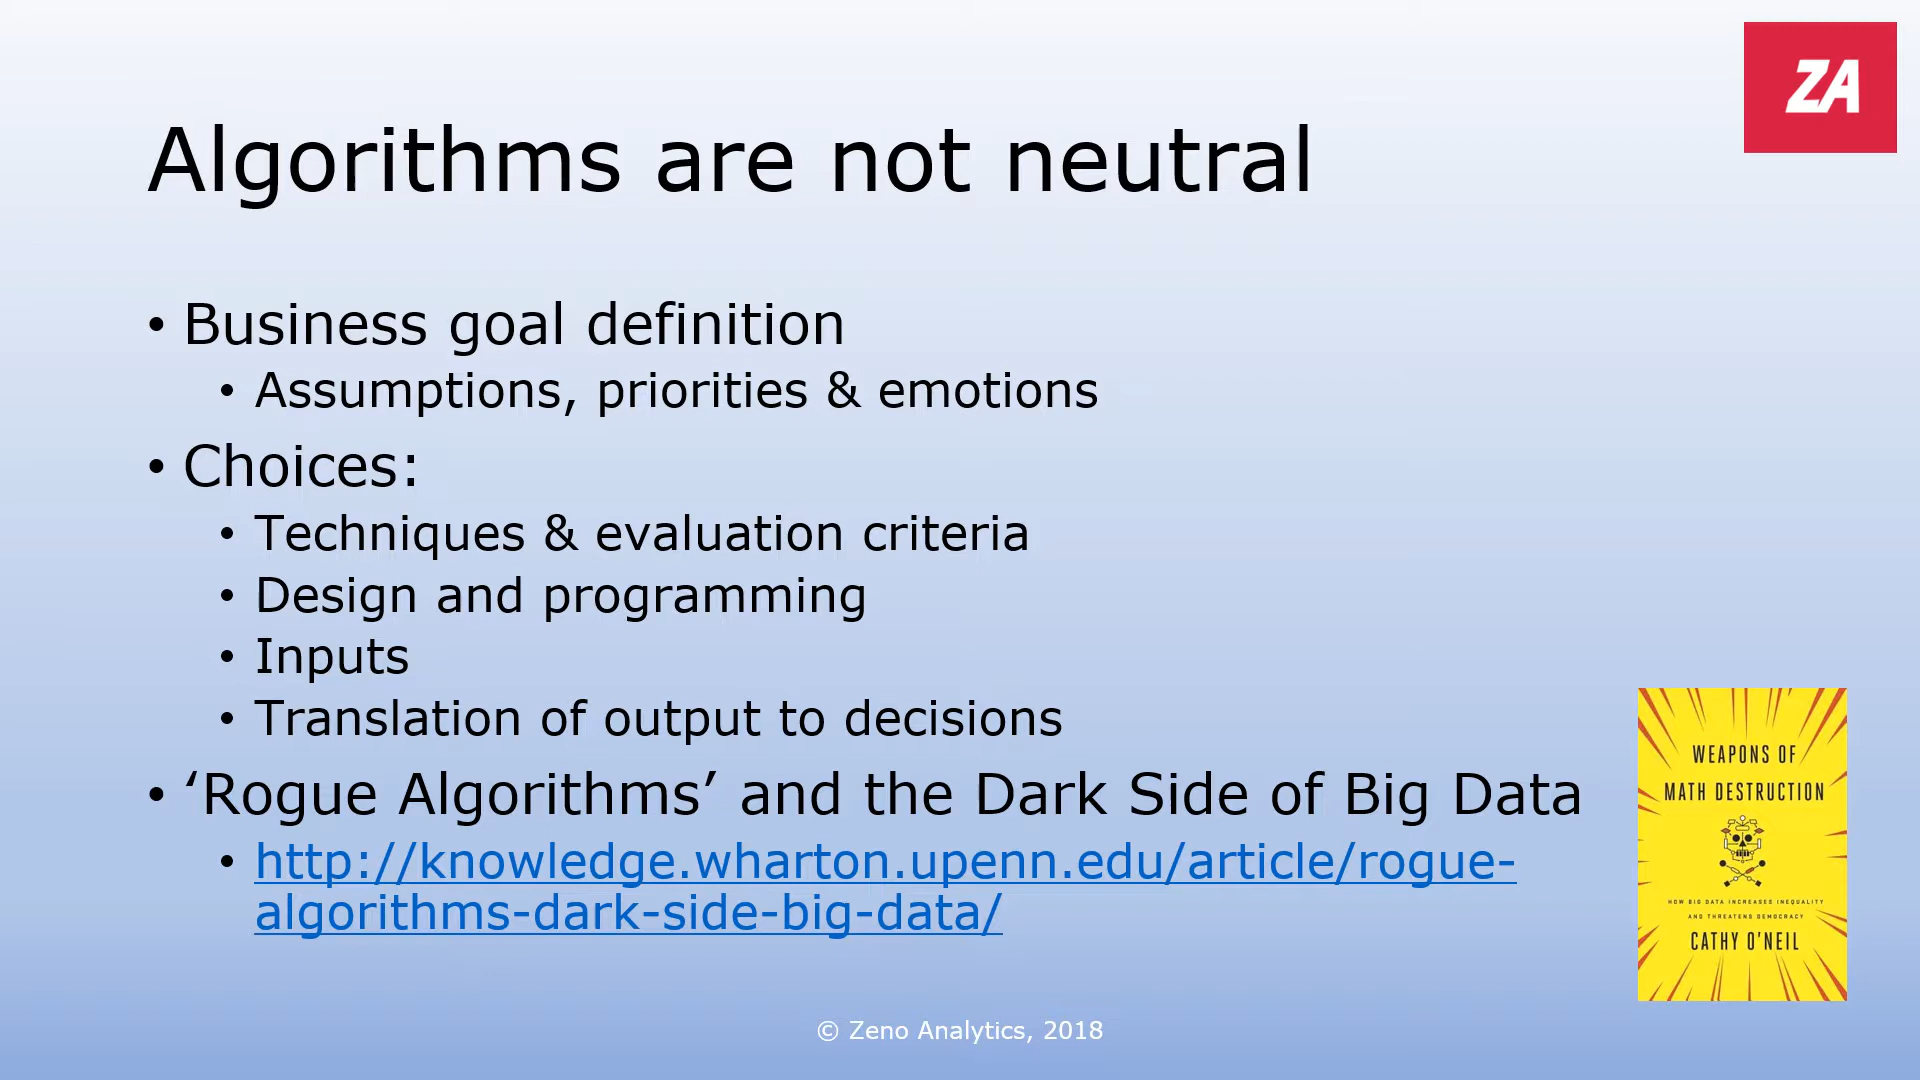 ZA
Algorithms are not neutral
• Business goal definition
• Assumptions, priorities & emotions
• Choices:
• Techniques & evaluation criteria
• Design and programming
• Inputs
• Translation of output to decisions
• ‘Rogue Algorithms’ and the Dark Side of Big Data
• http://knowledge.wharton.upenn.edu/article/rogue-
algorithms-dark-side-big-data/
WEAPONS OF
MATH DESTRUCTION
HOW BIG DATA INCREASES INEQUALITY
AND THREATENS DEMOCRACY
CATHY O'NEIL
© Zeno Analytics, 2018